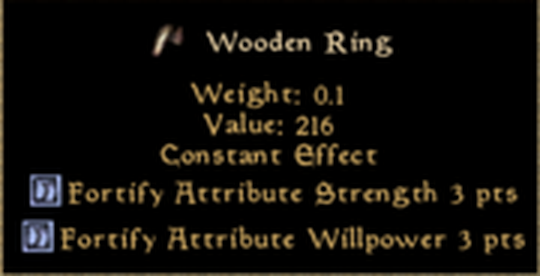 Wooden Ring
Weight: 0.1
Value: 216
Constant Effect
Fortify Attribute Strength 3 pts
Fortify Attribute Willpower 3 pts